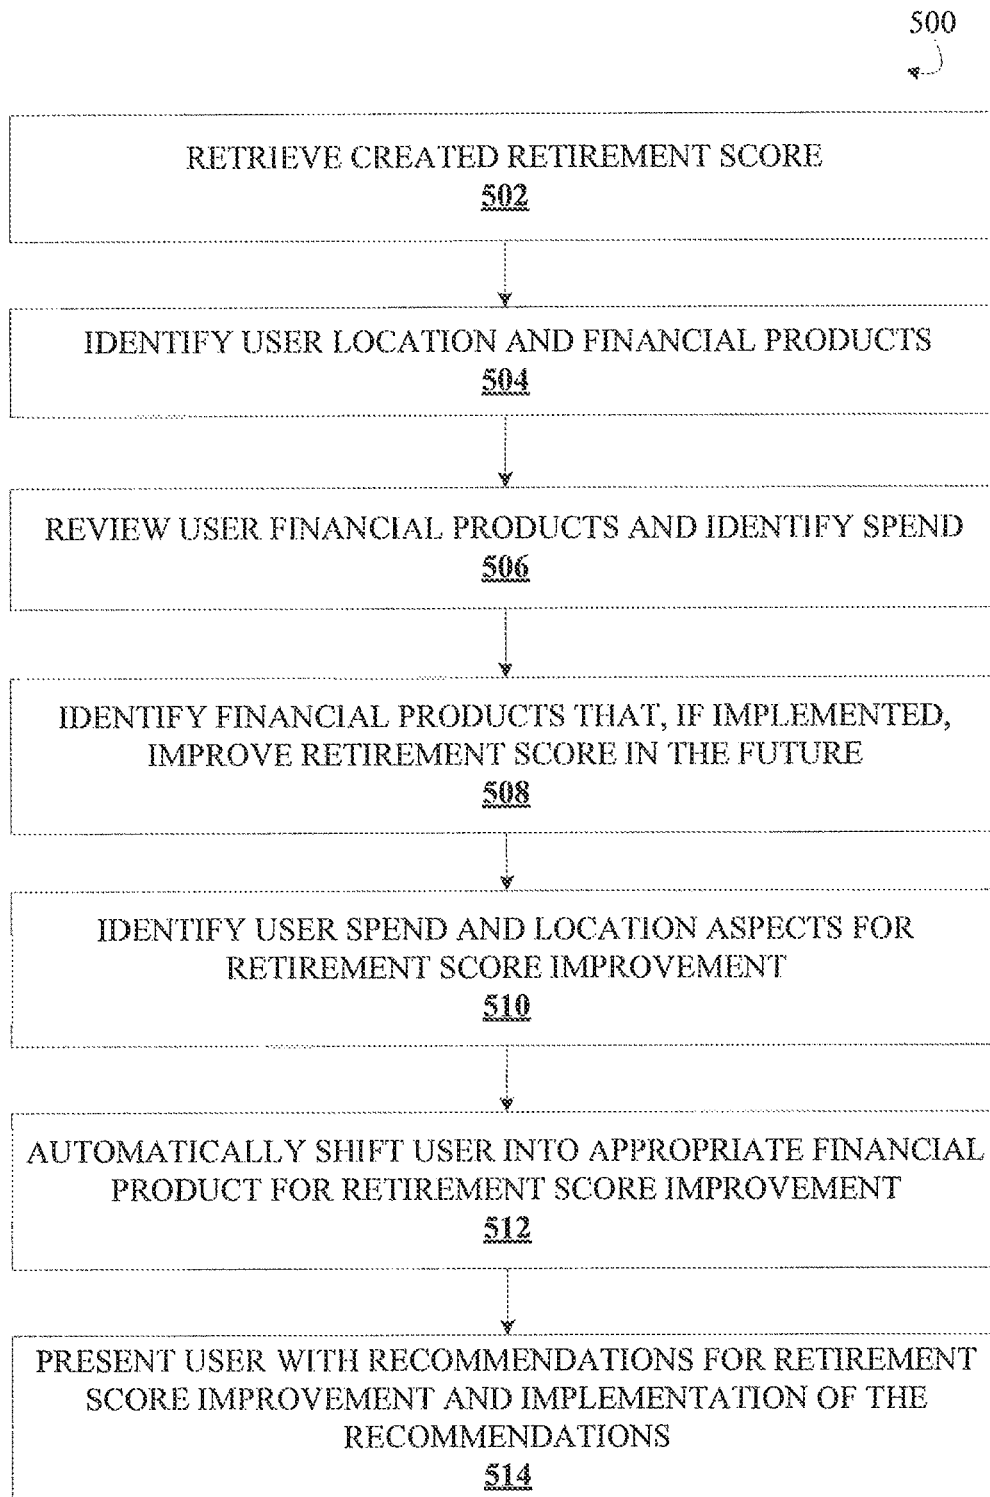 500
RETRIEVE CREATED RETIREMENT SCORE
502
IDENTIFY USER LOCATION AND FINANCIAL PRODUCTS
504
REVIEW USER FINANCIAL PRODUCTS AND IDENTIFY SPEND
506
IDENTIFY FINANCIAL PRODUCTS THAT, IF IMPLEMENTED,
IMPROVE RETIREMENT SCORE IN THE FUTURE
508
IDENTIFY USER SPEND AND LOCATION ASPECTS FOR
RETIREMENT SCORE IMPROVEMENT
510
AUTOMATICALLY SHIFT USER INTO APPROPRIATE FINANCIAL
PRODUCT FOR RETIREMENT SCORE IMPROVEMENT
512
PRESENT USER WITH RECOMMENDATIONS FOR RETIREMENT
SCORE IMPROVEMENT AND IMPLEMENTATION OF THE
RECOMMENDATIONS
514